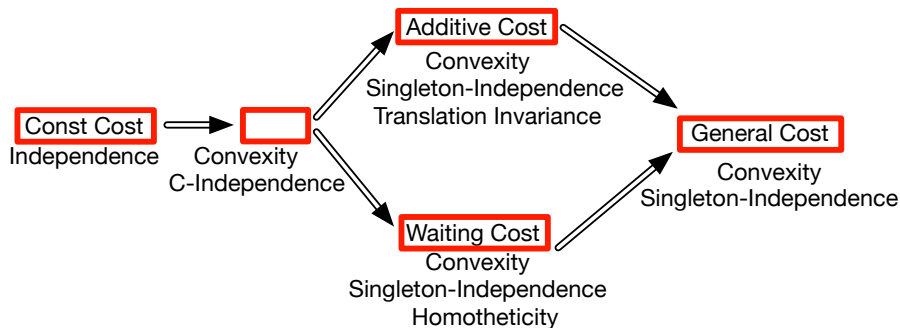 Additive Cost
Convexity
Singleton-Independence
Translation Invariance
Const Cost
Independence
Convexity
C-Independence
General Cost
Convexity
Singleton-Independence
Waiting Cost
Convexity
Singleton-Independence
Homotheticity